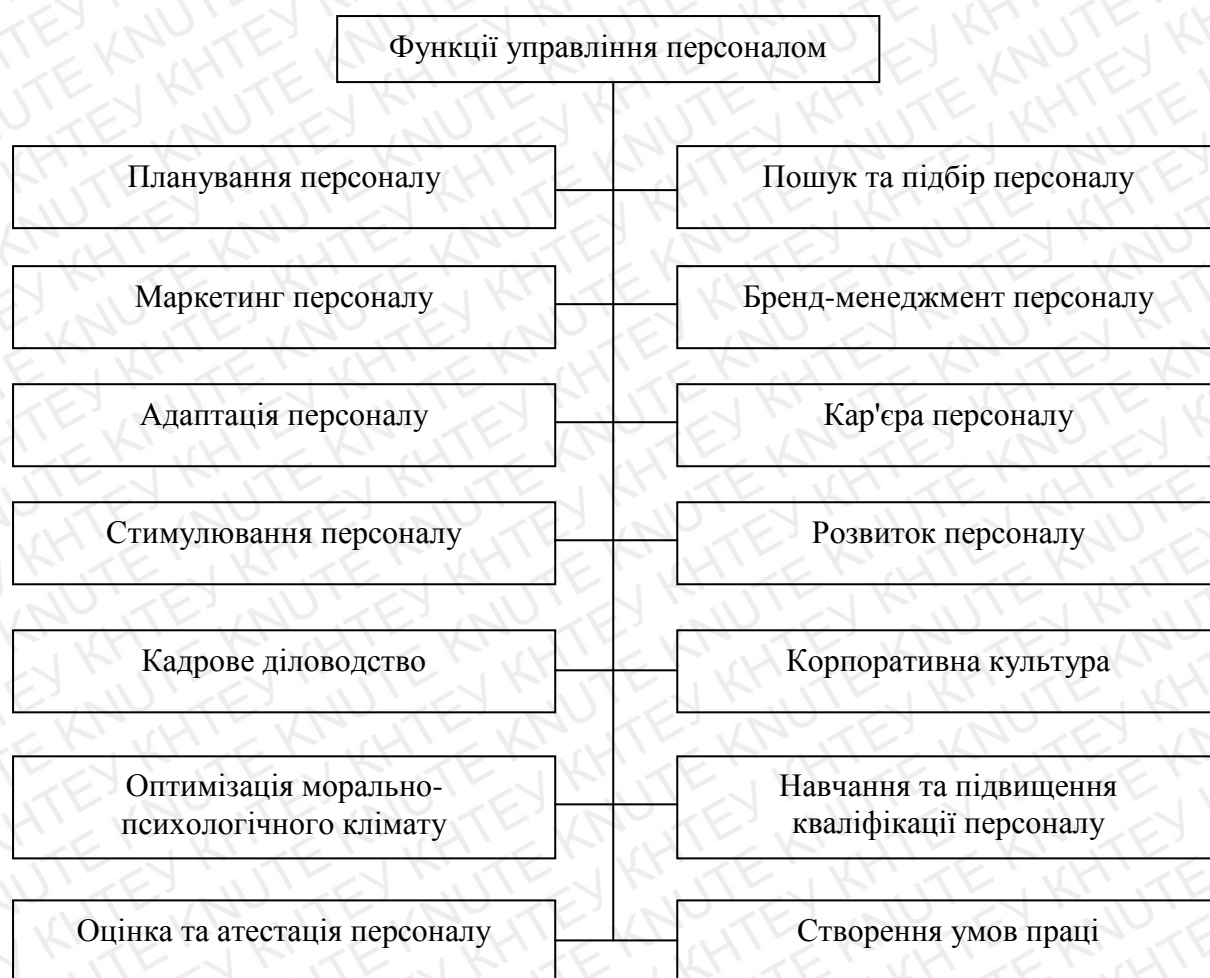 Функції управління персоналом
Планування персоналу
Пошук та підбір персоналу
Маркетинг персоналу
Бренд-менеджмент персоналу
Адаптація персоналу
Кар'єра персоналу
Стимулювання персоналу
Розвиток персоналу
Кадрове діловодство
Корпоративна культура
Оптимізація морально-
психологічного клімату
Навчання та підвищення
кваліфікації персоналу
Оцінка та атестація персоналу
Створення умов праці